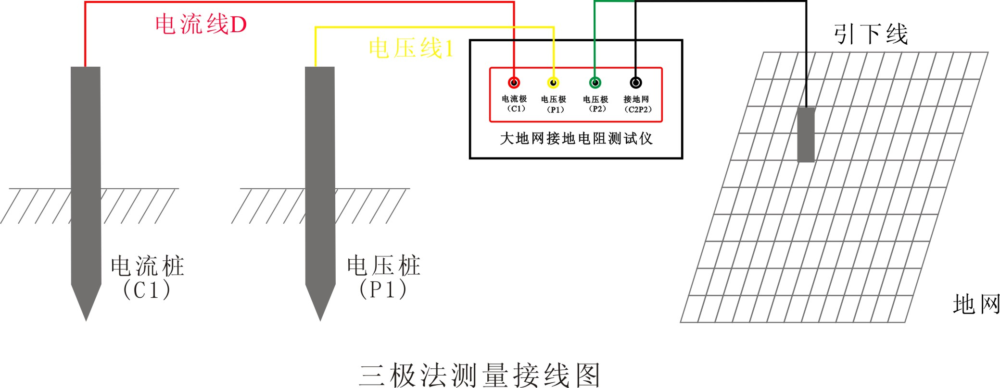 电流线D
电压线1
引下线
电流极
(C1)
电压极
(P1)
电压极
(P2)
接地网
(C2P2)
大地网接地电阻测试仪
电流桩
(C1)
电压桩
(P1)
地网
三极法测量接线图